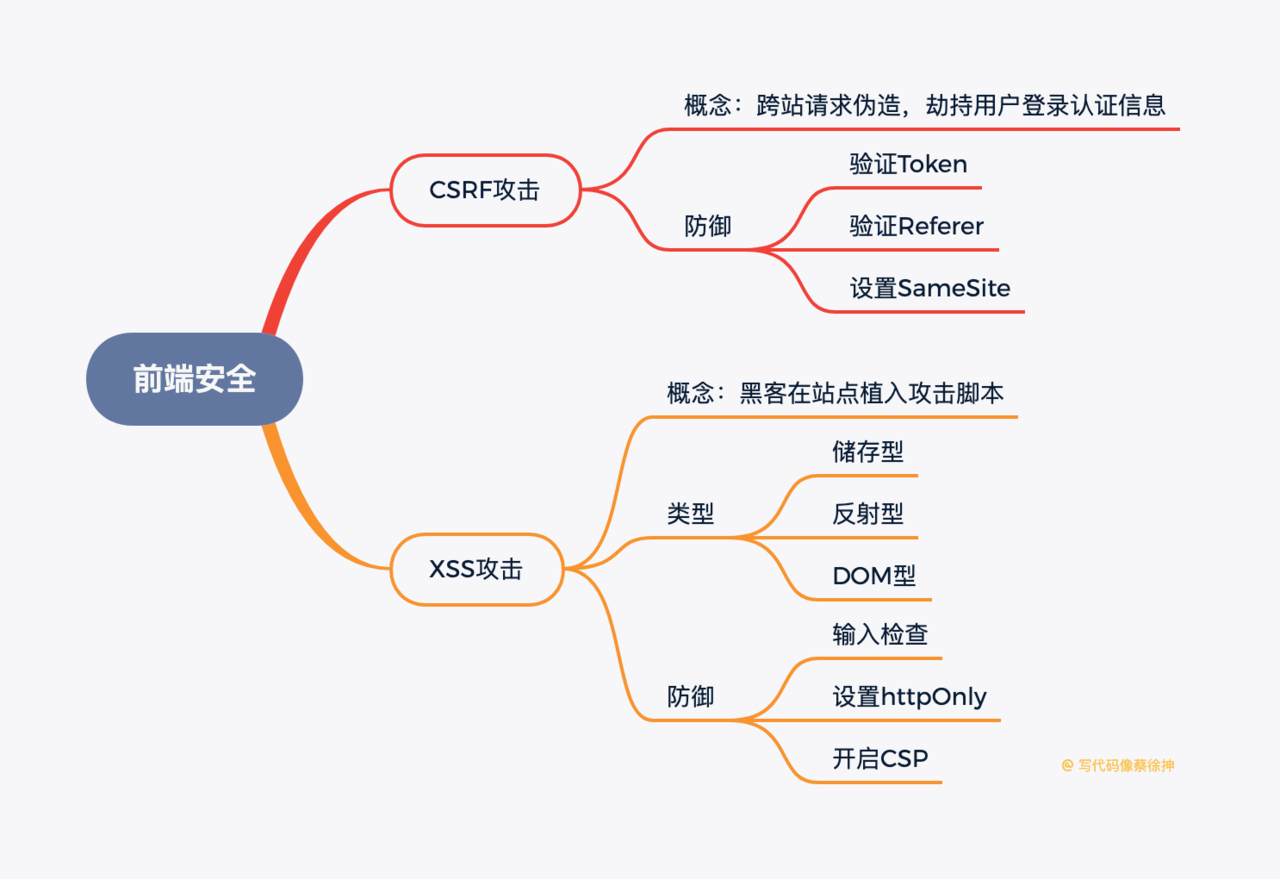 前端安全
CSRF攻击
概念：跨站请求伪造，劫持用户登录认证信息
防御
验证Token
验证Referer
设置SameSite
XSS攻击
概念：黑客在站点植入攻击脚本
类型
储存型
反射型
DOM型
防御
输入检查
设置httpOnly
开启CSP
@ 写代码像蔡徐抻